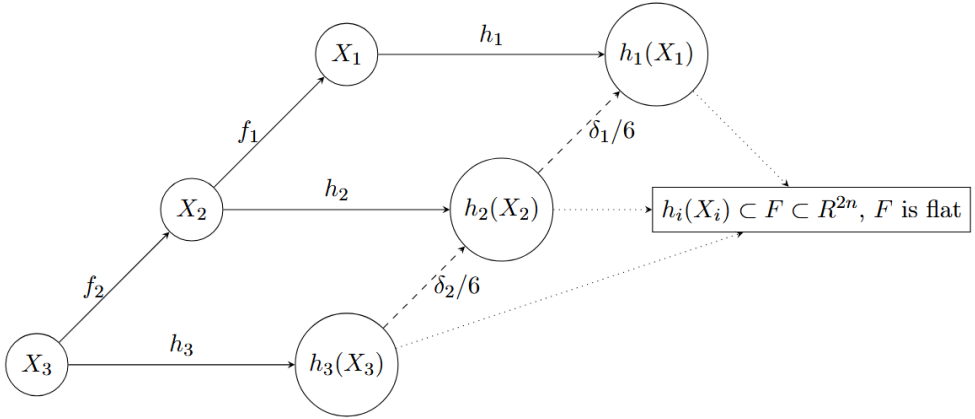 X₁
h₁
h₁(X₁)
f₁
δ₁/6
X₂
h₂
h₂(X₂)
hᵢ(Xᵢ) ⊂ F ⊂ R²ⁿ, F is flat
f₂
δ₂/6
X₃
h₃
h₃(X₃)